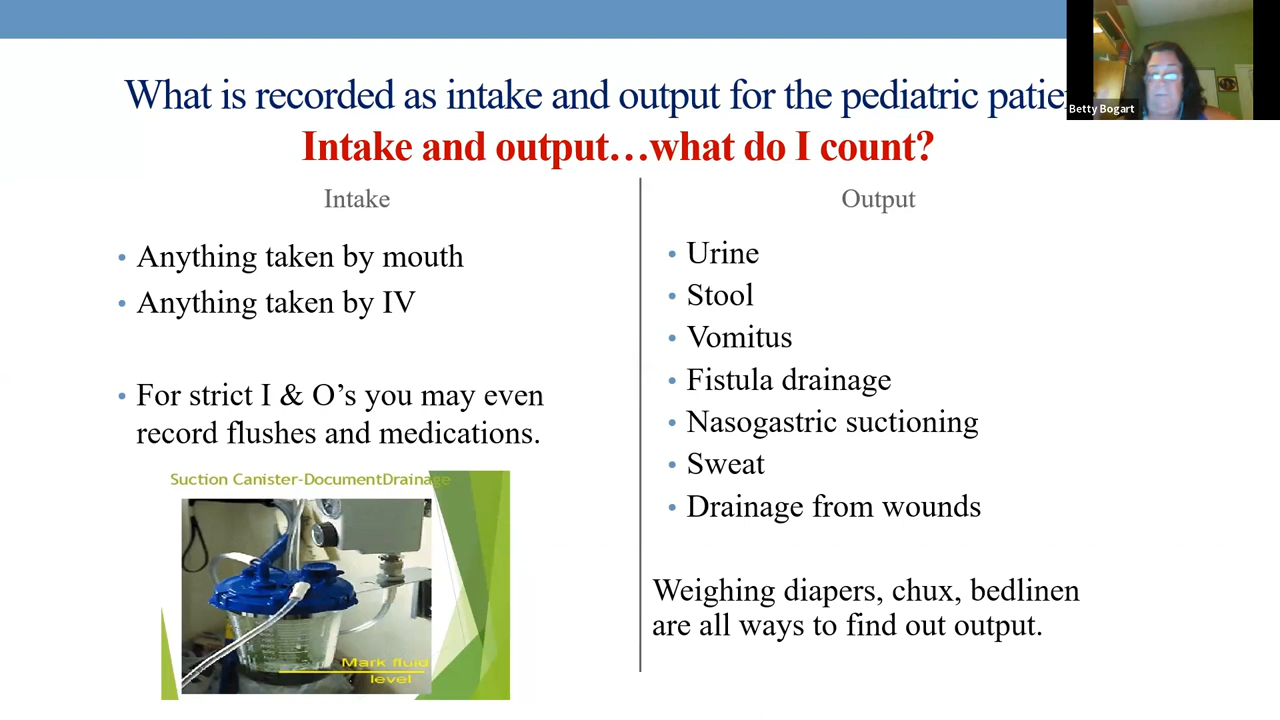 What is recorded as intake and output for the pediatric patie
Betty Bogart
Intake and output…what do I count?
Intake
• Anything taken by mouth
• Anything taken by IV
• For strict I & O’s you may even
record flushes and medications.
Suction Canister-DocumentDrainage
Mark fluid
level
Output
• Urine
• Stool
• Vomitus
• Fistula drainage
• Nasogastric suctioning
• Sweat
• Drainage from wounds
Weighing diapers, chux, bedlinen
are all ways to find out output.